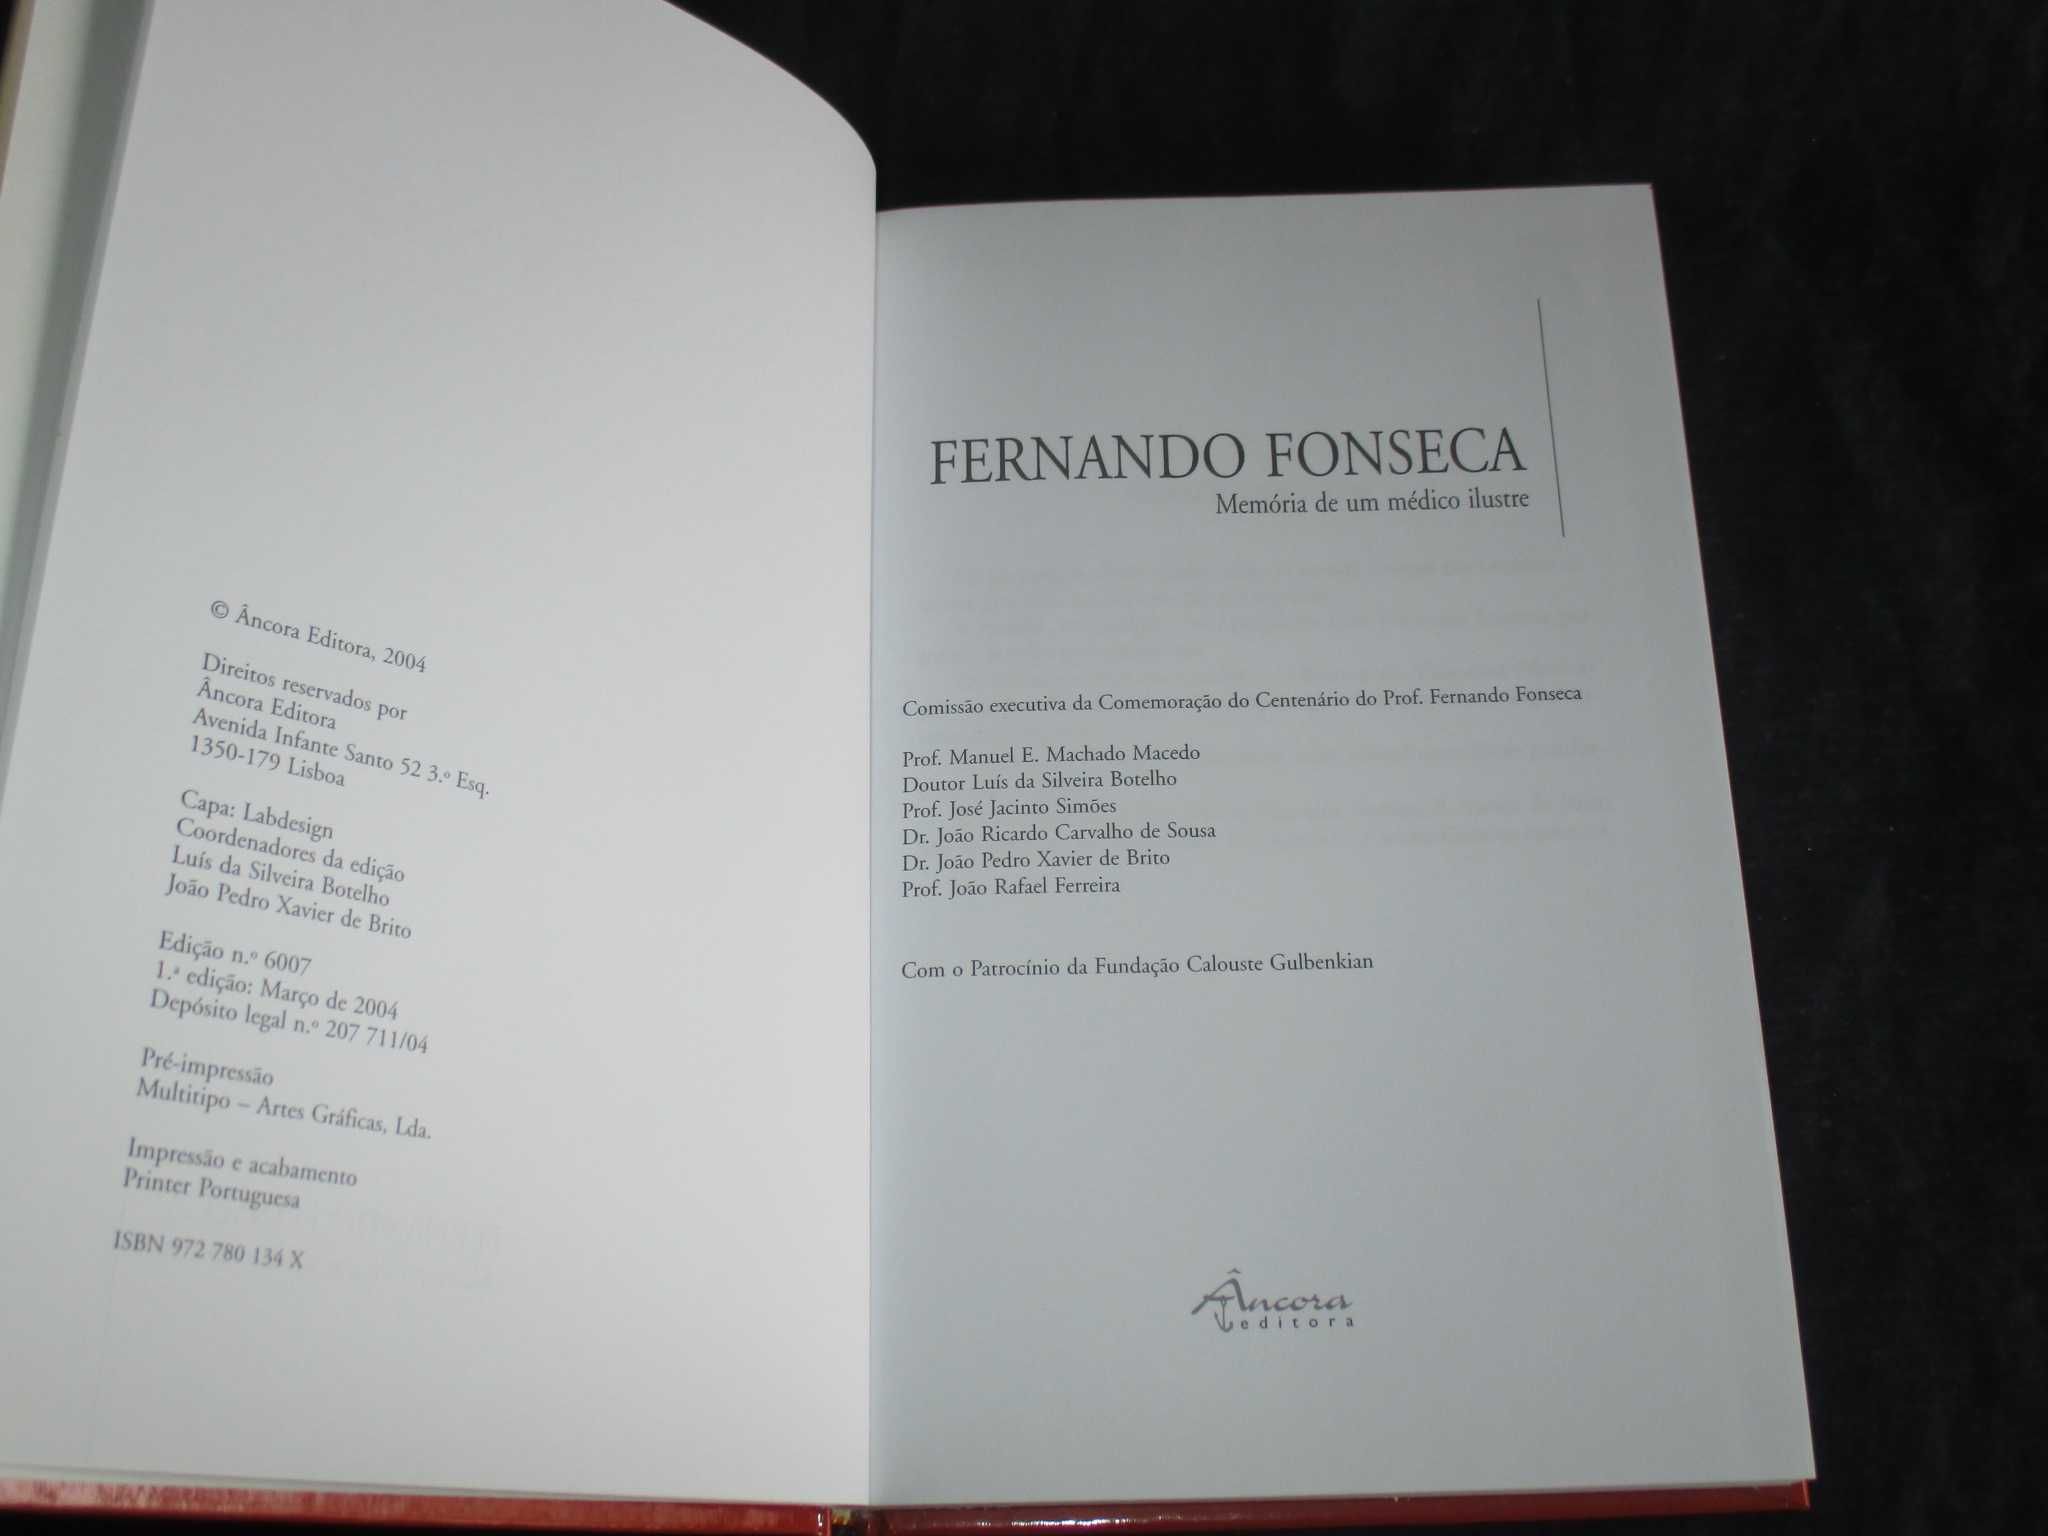 © Âncora Editora, 2004
Direitos reservados por
Âncora Editora
Avenida Infante Santo 52 3.º Esq.
1350-179 Lisboa
Capa: Labdesign
Coordenadores da edição
Luís da Silveira Botelho
João Pedro Xavier de Brito
Edição n.º 6007
1.ª edição: Março de 2004
Depósito legal n.º 207 711/04
Pré-impressão
Multitipo – Artes Gráficas, Lda.
Impressão e acabamento
Printer Portuguesa
ISBN 972 780 134 X
FERNANDO FONSECA
Memória de um médico ilustre
Comissão executiva da Comemoração do Centenário do Prof. Fernando Fonseca
Prof. Manuel E. Machado Macedo
Doutor Luís da Silveira Botelho
Prof. José Jacinto Simões
Dr. João Ricardo Carvalho de Sousa
Dr. João Pedro Xavier de Brito
Prof. João Rafael Ferreira
Com o Patrocínio da Fundação Calouste Gulbenkian
Âncora
editora